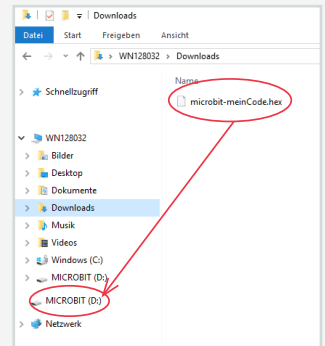 Downloads
Datei Start Freigeben Ansicht
WN128032 > Downloads
Name
Schnellzugriff
microbit-meinCode.hex
WN128032
Bilder
Desktop
Dokumente
Downloads
Musik
Videos
Windows (C:)
MICROBIT (D:)
MICROBIT (D:)
Netzwerk